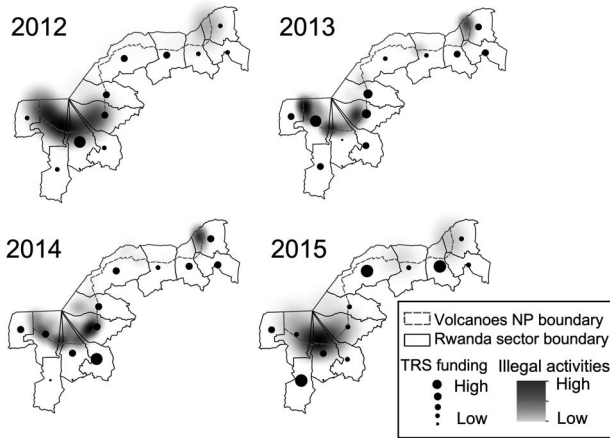 2012
2013
2014
2015
Volcanoes NP boundary
Rwanda sector boundary
TRS funding Illegal activities
High High
Low Low